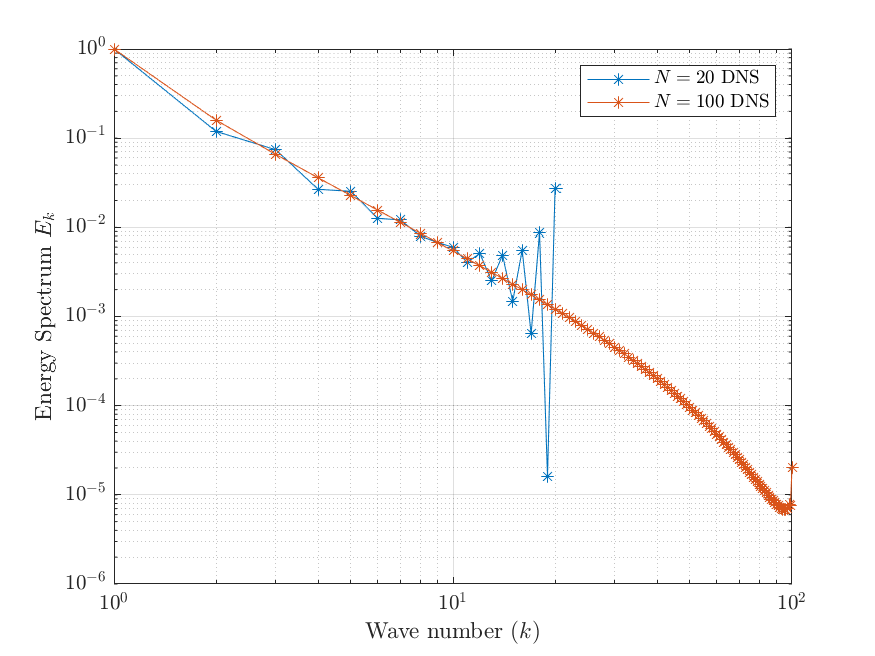 N = 20 DNS
N = 100 DNS
10^0
10^{-1}
10^{-2}
10^{-3}
10^{-4}
10^{-5}
10^{-6}
Energy Spectrum E_k
10^0 10^1 10^2
Wave number (k)